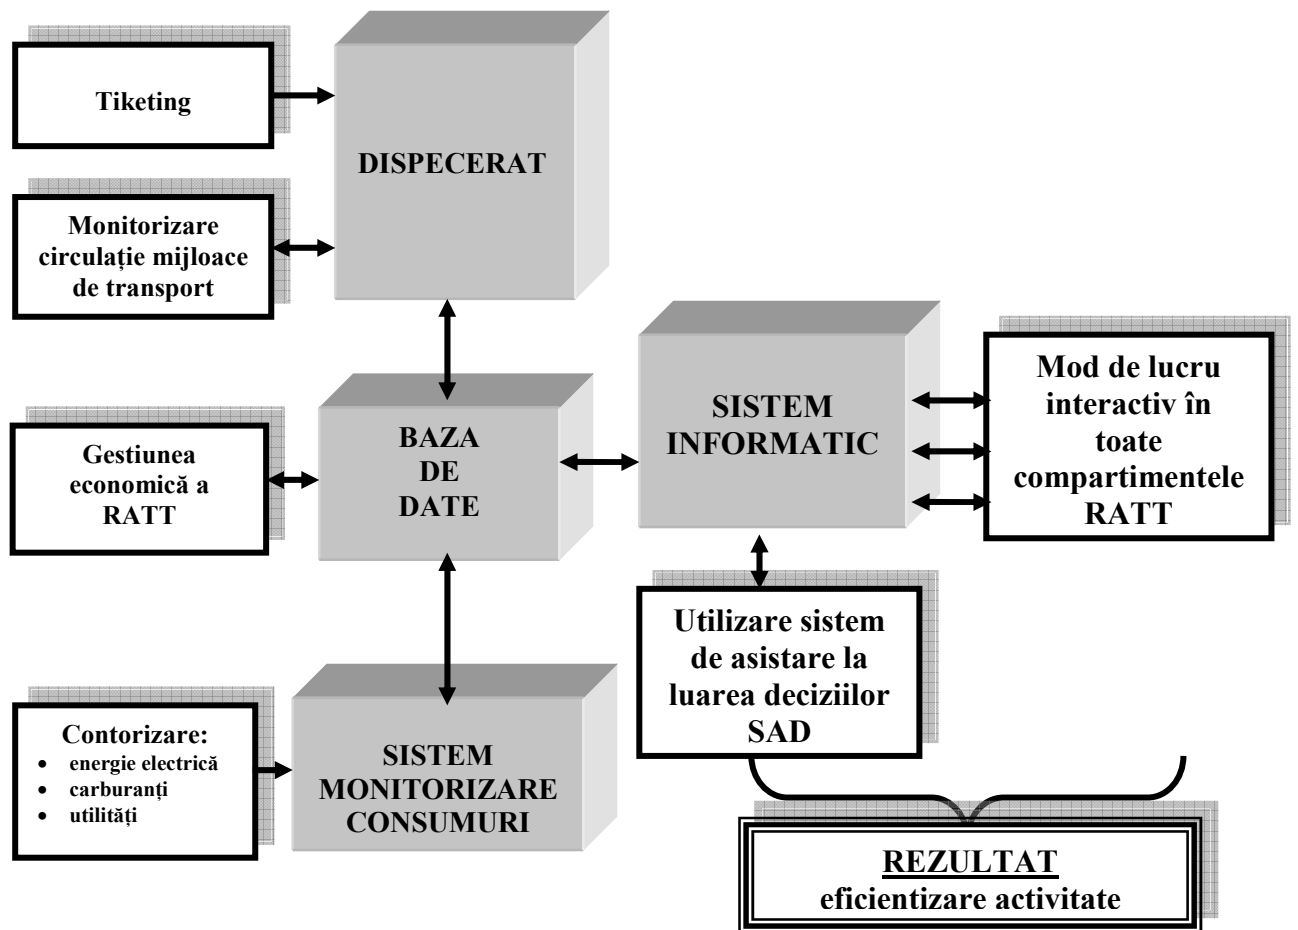 Tiketing
DISPECERAT
Monitorizare
circulație mijloace
de transport
Gestiunea
economică a
RATT
BAZA
DE
DATE
SISTEM
INFORMATIC
Mod de lucru
interactiv în
toate
compartimentele
RATT
Utilizare sistem
de asistare la
luarea deciziilor
SAD
Contorizare:
• energie electrică
• carburanți
• utilități
SISTEM
MONITORIZARE
CONSUMURI
REZULTAT
eficientizare activitate